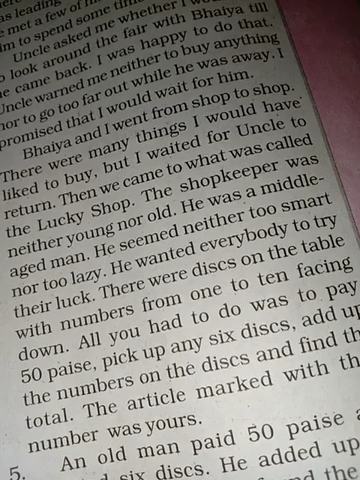 as leading
e met a few of h
im to spend some time
Uncle asked me whether I w
o look around the fair with Bhaiya till
he came back. I was happy to do that.
Uncle warned me neither to buy anything
nor to go too far out while he was away. I
promised that I would wait for him.
Bhaiya and I went from shop to shop.
There were many things I would have
liked to buy, but I waited for Uncle to
return. Then we came to what was called
the Lucky Shop. The shopkeeper was
neither young nor old. He was a middle-
aged man. He seemed neither too smart
nor too lazy. He wanted everybody to try
their luck. There were discs on the table
with numbers from one to ten facing
down. All you had to do was to pay
50 paise, pick up any six discs, add up
the numbers on the discs and find th
total. The article marked with th
number was yours.
5. An old man paid 50 paise a
d six discs. He added up
nd the